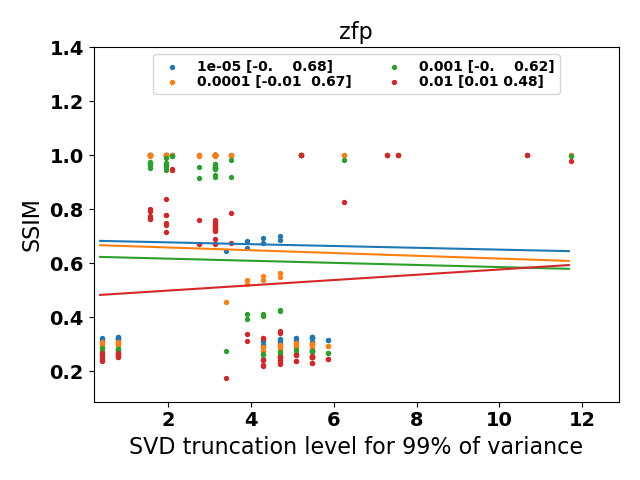 zfp
1e-05 [-0.    0.68]
0.0001 [-0.01  0.67]
0.001 [-0.    0.62]
0.01 [0.01 0.48]
1.4
1.2
1.0
0.8
0.6
0.4
0.2
SSIM
2 4 6 8 10 12
SVD truncation level for 99% of variance